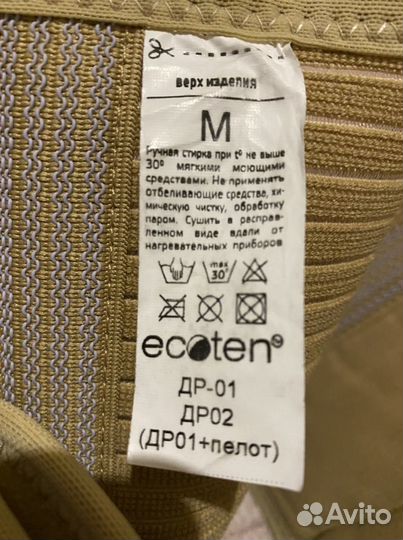 верх изделия
M
Ручная стирка при t° не выше
30° мягкими моющими
средствами. Не применять
отбеливающие средства, хи-
мическую чистку, обработку
паром. Сушить в расправ-
ленном виде вдали от
нагревательных приборов
max
30°
ecoten
ДР-01
ДР02
(ДР01+пелот)
Avito